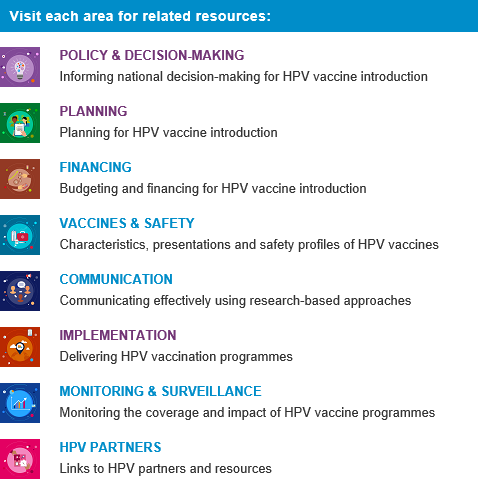 Visit each area for related resources:
POLICY & DECISION-MAKING
Informing national decision-making for HPV vaccine introduction
PLANNING
Planning for HPV vaccine introduction
FINANCING
Budgeting and financing for HPV vaccine introduction
VACCINES & SAFETY
Characteristics, presentations and safety profiles of HPV vaccines
COMMUNICATION
Communicating effectively using research-based approaches
IMPLEMENTATION
Delivering HPV vaccination programmes
MONITORING & SURVEILLANCE
Monitoring the coverage and impact of HPV vaccine programmes
HPV PARTNERS
Links to HPV partners and resources